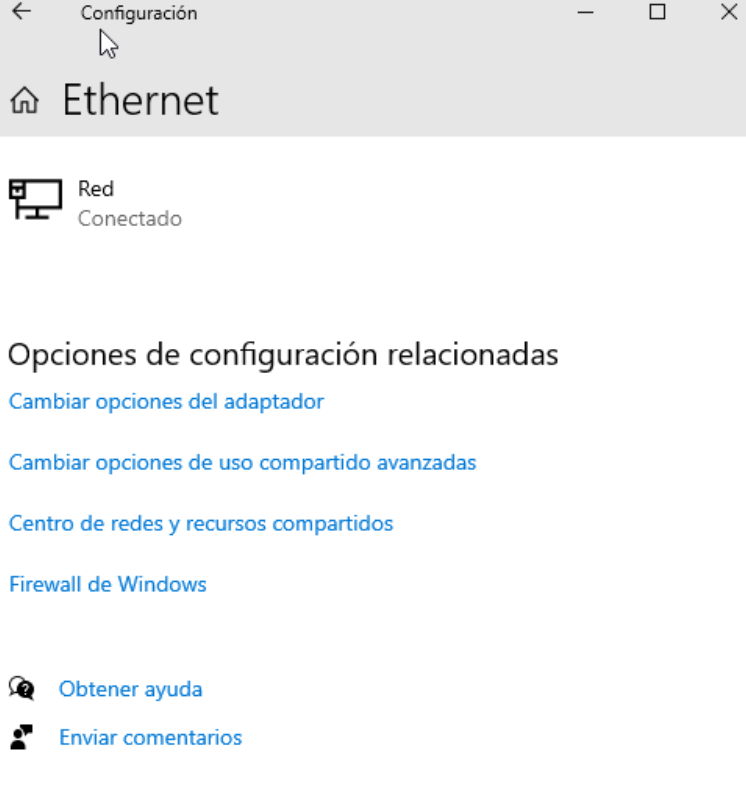 Configuración
Ethernet
Red
Conectado
Opciones de configuración relacionadas
Cambiar opciones del adaptador
Cambiar opciones de uso compartido avanzadas
Centro de redes y recursos compartidos
Firewall de Windows
Obtener ayuda
Enviar comentarios